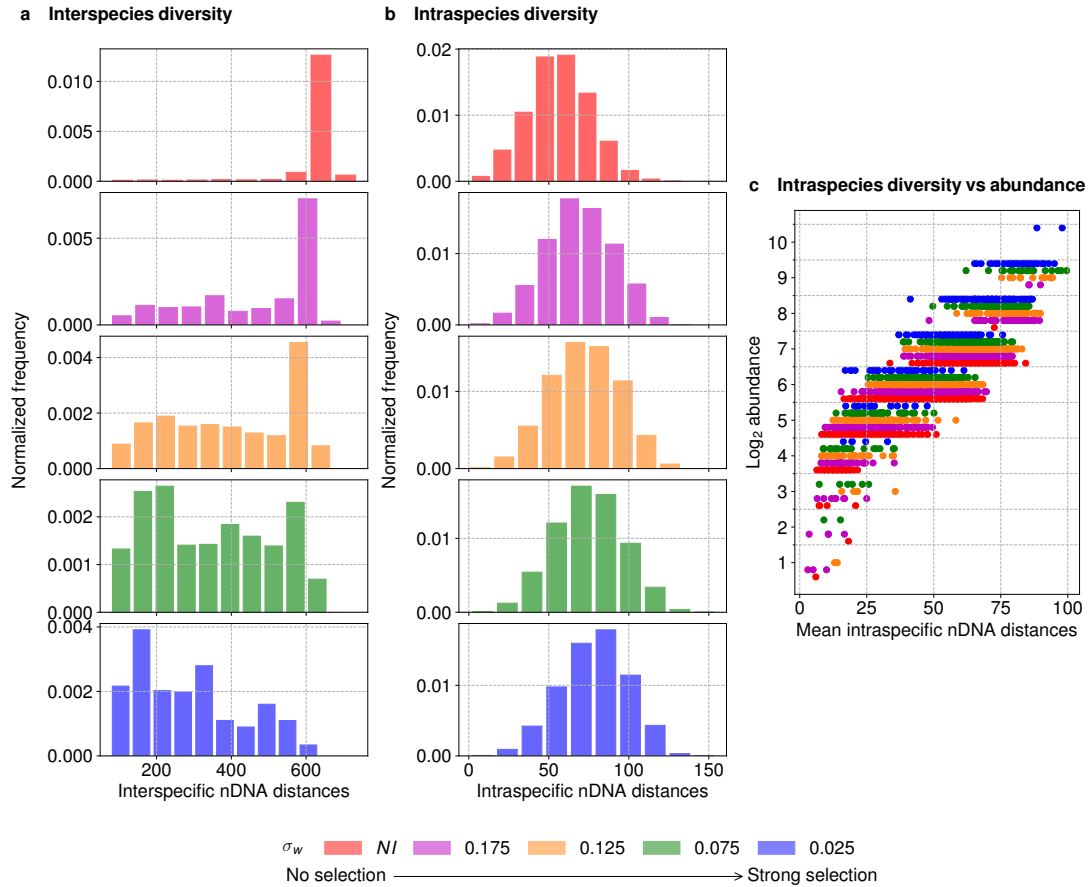 a Interspecies diversity
b Intraspecies diversity
0.010
0.005
0.000
0.005
0.000
0.004
0.002
0.000
0.002
0.001
0.000
0.004
0.002
0.000
200 400 600
Normalized frequency
Interspecific nDNA distances
0.02
0.01
0.00
0.01
0.00
0.01
0.00
0.01
0.00
0.01
0.00
0 50 100 150
Normalized frequency
Intraspecific nDNA distances
c Intraspecies diversity vs abundance
10
9
8
7
6
5
4
3
2
1
0 25 50 75 100
Log₂ abundance
Mean intraspecific nDNA distances
σw NI 0.175 0.125 0.075 0.025
No selection Strong selection